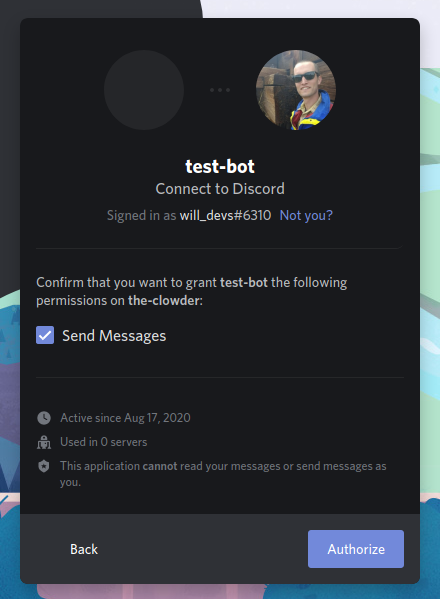 test-bot
Connect to Discord
Signed in as will_devs#6310 Not you?
Confirm that you want to grant test-bot the following
permissions on the-clowder:
Send Messages
Active since Aug 17, 2020
Used in 0 servers
This application cannot read your messages or send messages as
you.
Back
Authorize